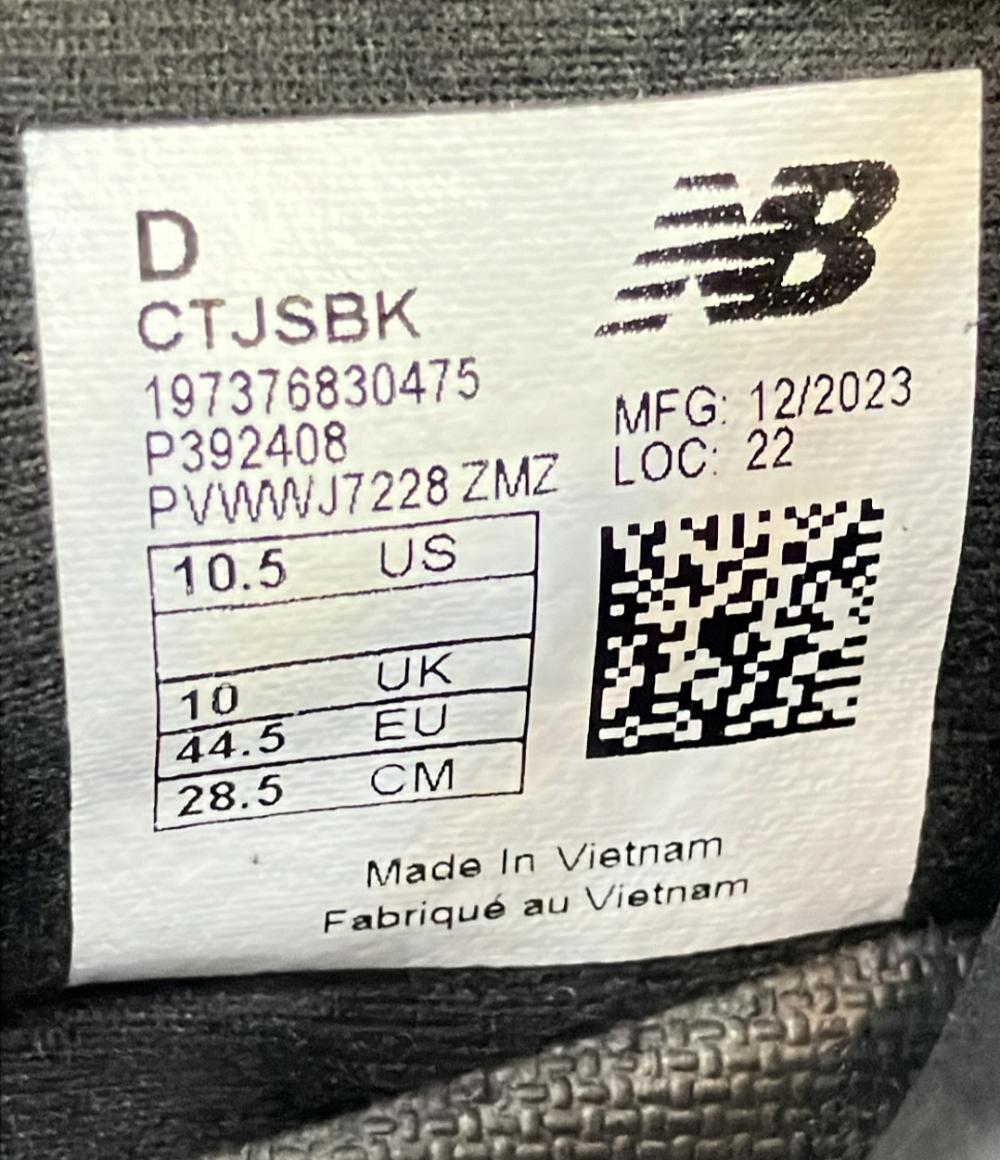 D
NB
CTJSBK
197376830475
P392408
PVWWJ7228 ZMZ
MFG: 12/2023
LOC: 22
10.5 US
10 UK
44.5 EU
28.5 CM
Made In Vietnam
Fabriqué au Vietnam